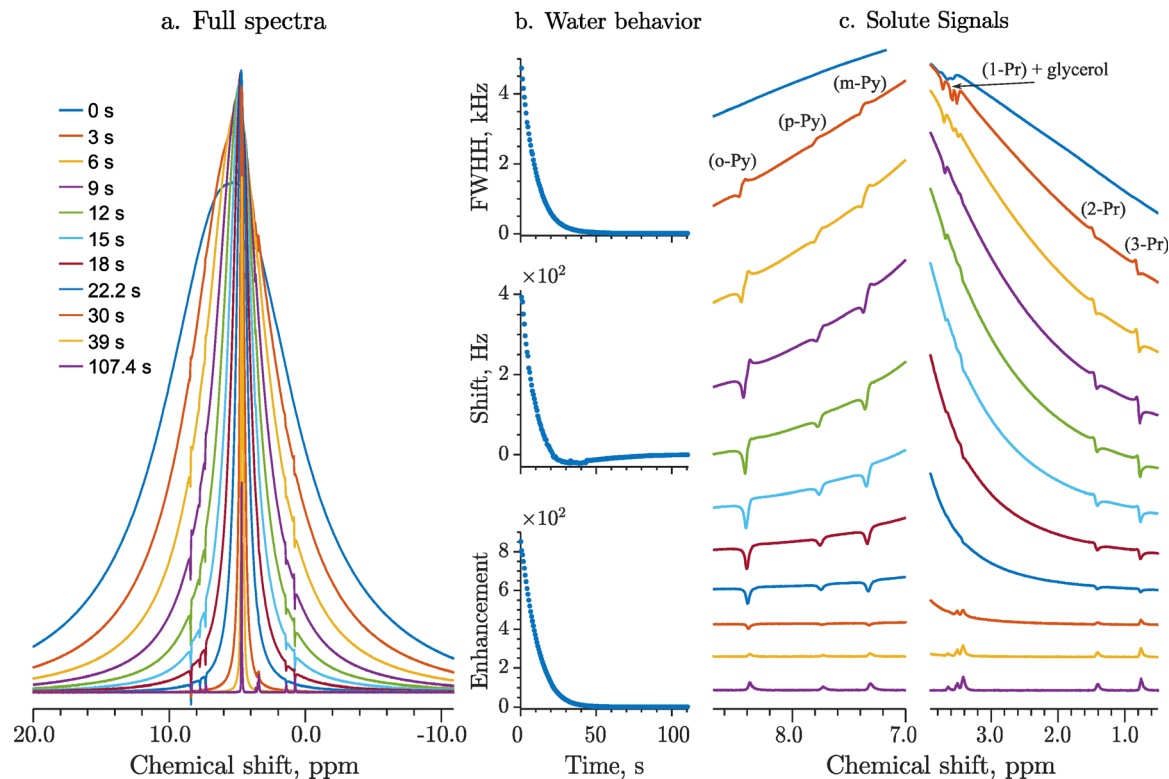 a. Full spectra
0 s
3 s
6 s
9 s
12 s
15 s
18 s
22.2 s
30 s
39 s
107.4 s
20.0 10.0 0.0 -10.0
Chemical shift, ppm
b. Water behavior
FWHH, kHz
4
2
0
×10²
Shift, Hz
4
2
0
×10²
Enhancement
8
6
4
2
0
0 50 100
Time, s
c. Solute Signals
(1-Pr) + glycerol
(m-Py)
(p-Py)
(o-Py)
(2-Pr)
(3-Pr)
8.0 7.0 3.0 2.0 1.0
Chemical shift, ppm